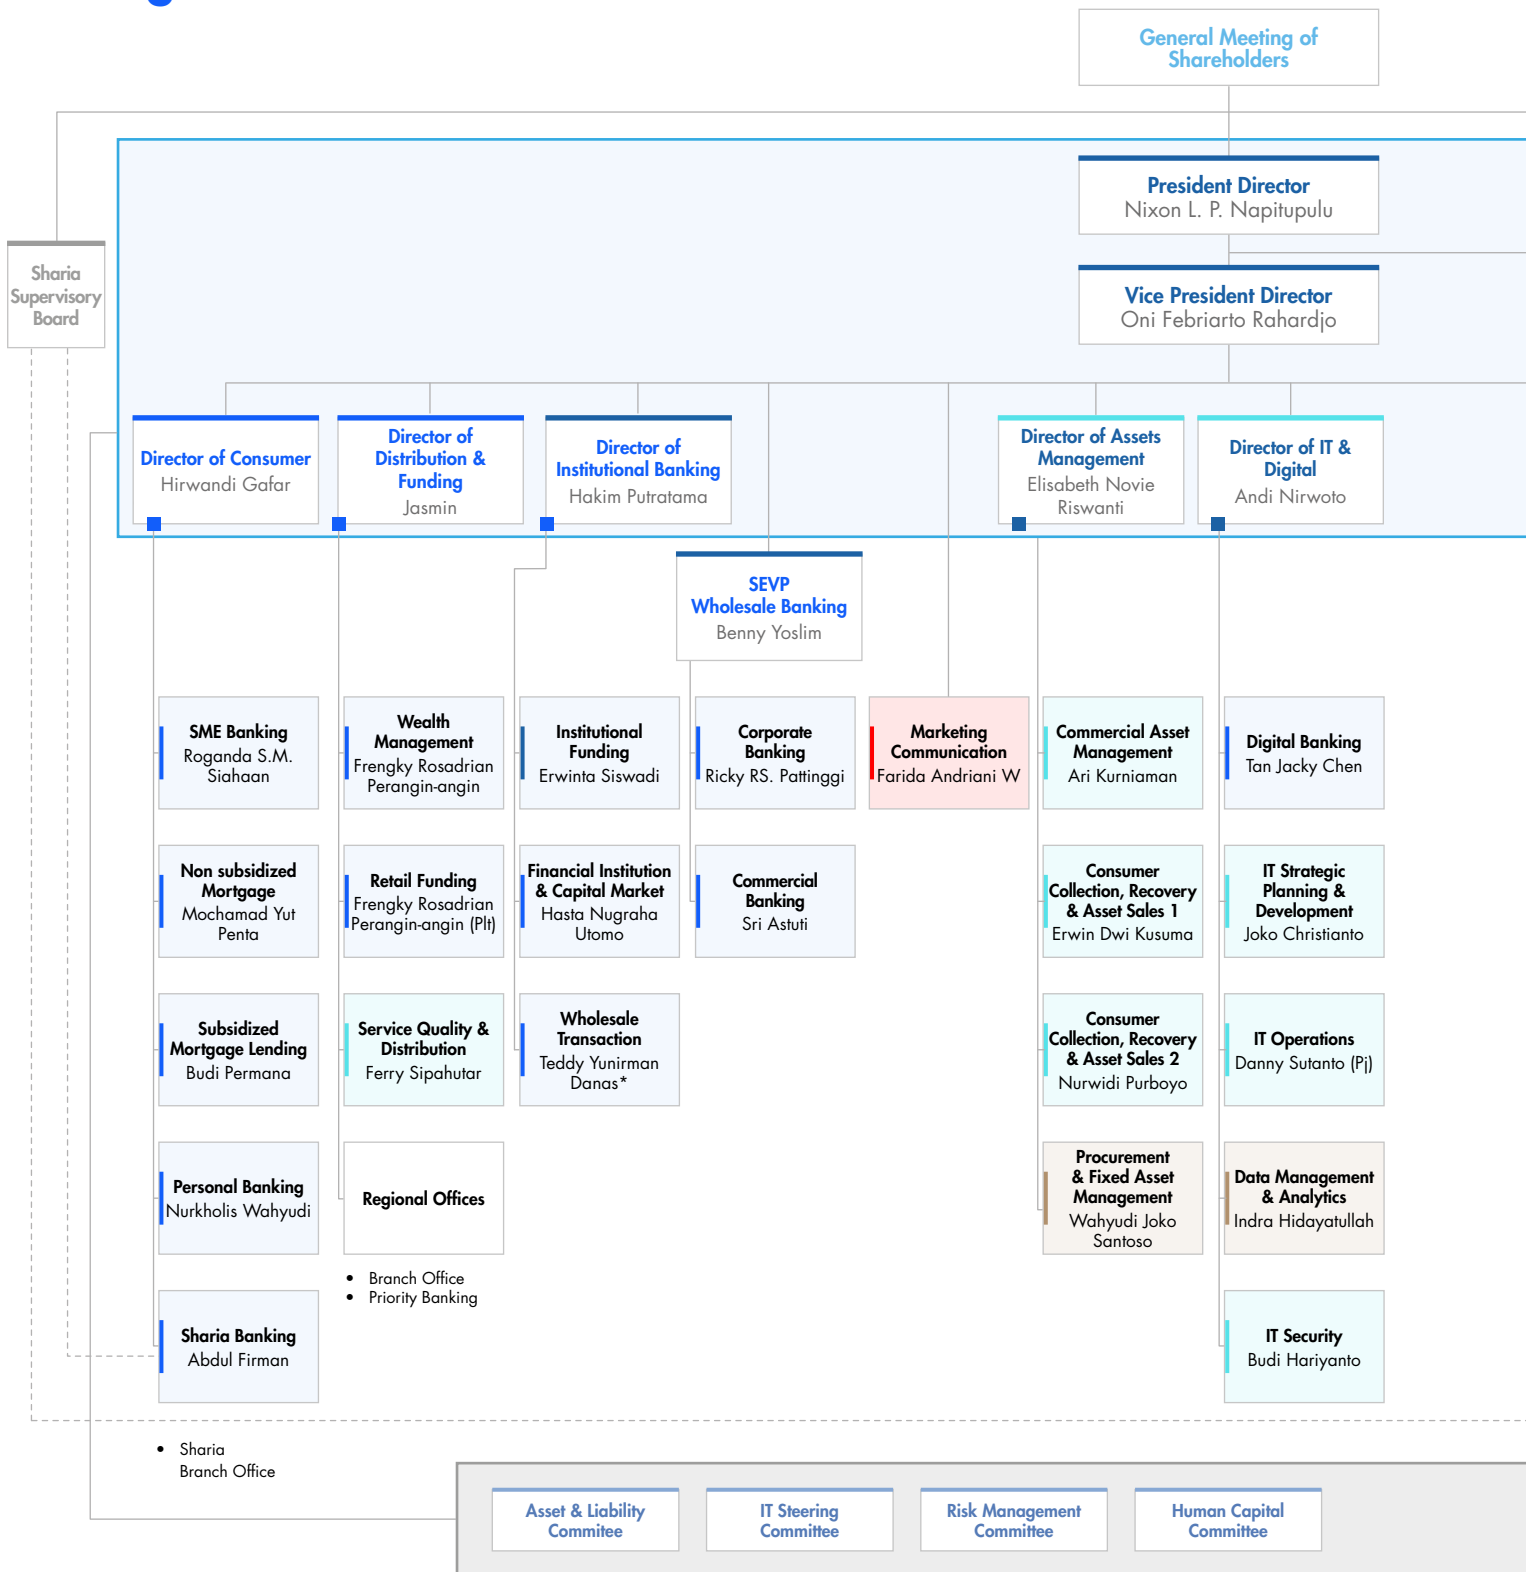 General Meeting of
Shareholders
President Director
Nixon L. P. Napitupulu
Sharia
Supervisory
Board
Vice President Director
Oni Febriarto Rahardjo
Director of Consumer
Hirwandi Gafar
Director of
Distribution &
Funding
Jasmin
Director of
Institutional Banking
Hakim Putratama
Director of Assets
Management
Elisabeth Novie
Riswanti
Director of IT &
Digital
Andi Nirwoto
SEVP
Wholesale Banking
Benny Yoslim
SME Banking
Roganda S.M.
Siahaan
Wealth
Management
Frengky Rosadrian
Perangin-angin
Institutional
Funding
Erwinta Siswadi
Corporate
Banking
Ricky RS. Pattinggi
Marketing
Communication
Farida Andriani W
Commercial Asset
Management
Ari Kurniaman
Digital Banking
Tan Jacky Chen
Non subsidized
Mortgage
Mochamad Yut
Penta
Retail Funding
Frengky Rosadrian
Perangin-angin (Plt)
Financial Institution
& Capital Market
Hasta Nugraha
Utomo
Commercial
Banking
Sri Astuti
Consumer
Collection, Recovery
& Asset Sales 1
Erwin Dwi Kusuma
IT Strategic
Planning &
Development
Joko Christianto
Subsidized
Mortgage Lending
Budi Permana
Service Quality &
Distribution
Ferry Sipahutar
Wholesale
Transaction
Teddy Yunirman
Danas*
Consumer
Collection, Recovery
& Asset Sales 2
Nurwidi Purboyo
IT Operations
Danny Sutanto (Pj)
Personal Banking
Nurkholis Wahyudi
Regional Offices
Procurement
& Fixed Asset
Management
Wahyudi Joko
Santoso
Data Management
& Analytics
Indra Hidayatullah
• Branch Office
• Priority Banking
Sharia Banking
Abdul Firman
IT Security
Budi Hariyanto
• Sharia
Branch Office
Asset & Liability
Commitee
IT Steering
Committee
Risk Management
Committee
Human Capital
Committee